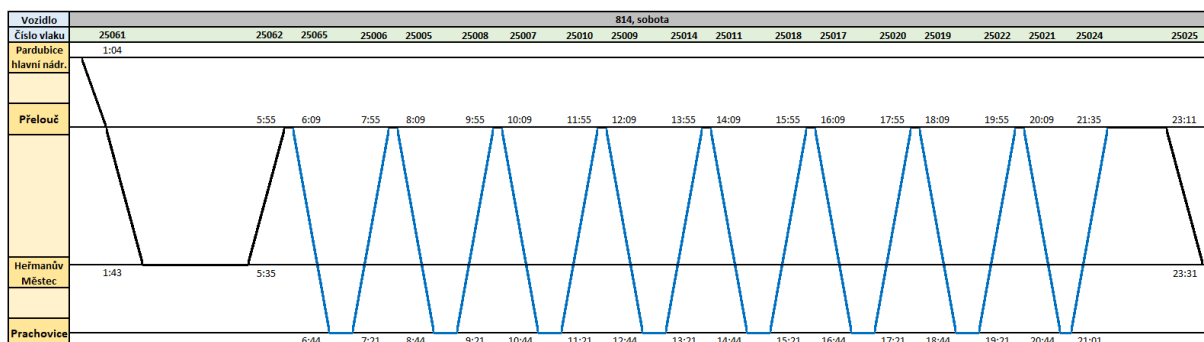 Vozidlo 814, sobota
Číslo vlaku 25061 25062 25065 25006 25005 25008 25007 25010 25009 25014 25011 25018 25017 25020 25019 25022 25021 25024 25025
Pardubice 1:04
hlavní nádr.
Přelouč 5:55 6:09 7:55 8:09 9:55 10:09 11:55 12:09 13:55 14:09 15:55 16:09 17:55 18:09 19:55 20:09 21:35 23:11
Heřmanův
Městec 1:43 5:35 23:31
Prachovice
6:44 7:21 8:44 9:21 10:44 11:21 12:44 13:21 14:44 15:21 16:44 17:21 18:44 19:21 20:44 21:01